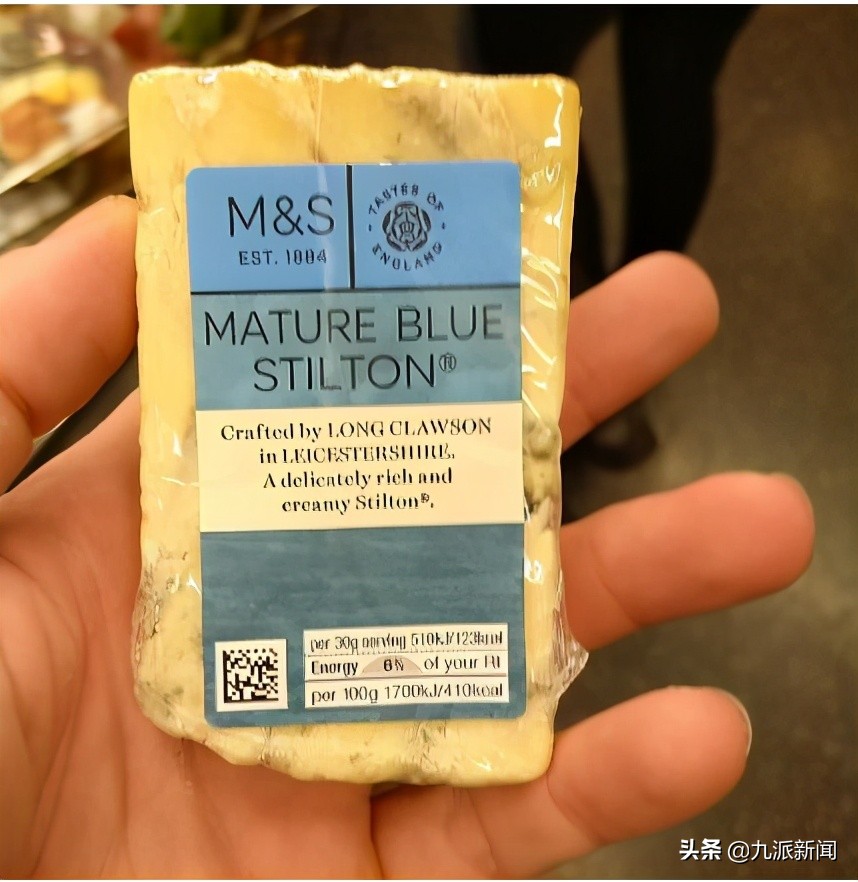 M&S
EST. 1884
TASTES OF ENGLAND
MATURE BLUE
STILTON®
Crafted by LONG CLAWSON
in LEICESTERSHIRE.
A delicately rich and
creamy Stilton®.
per 30g serving 510kJ/123kcal
Energy 6% of your RI
per 100g 1700kJ/410kcal
头条 @九派新闻